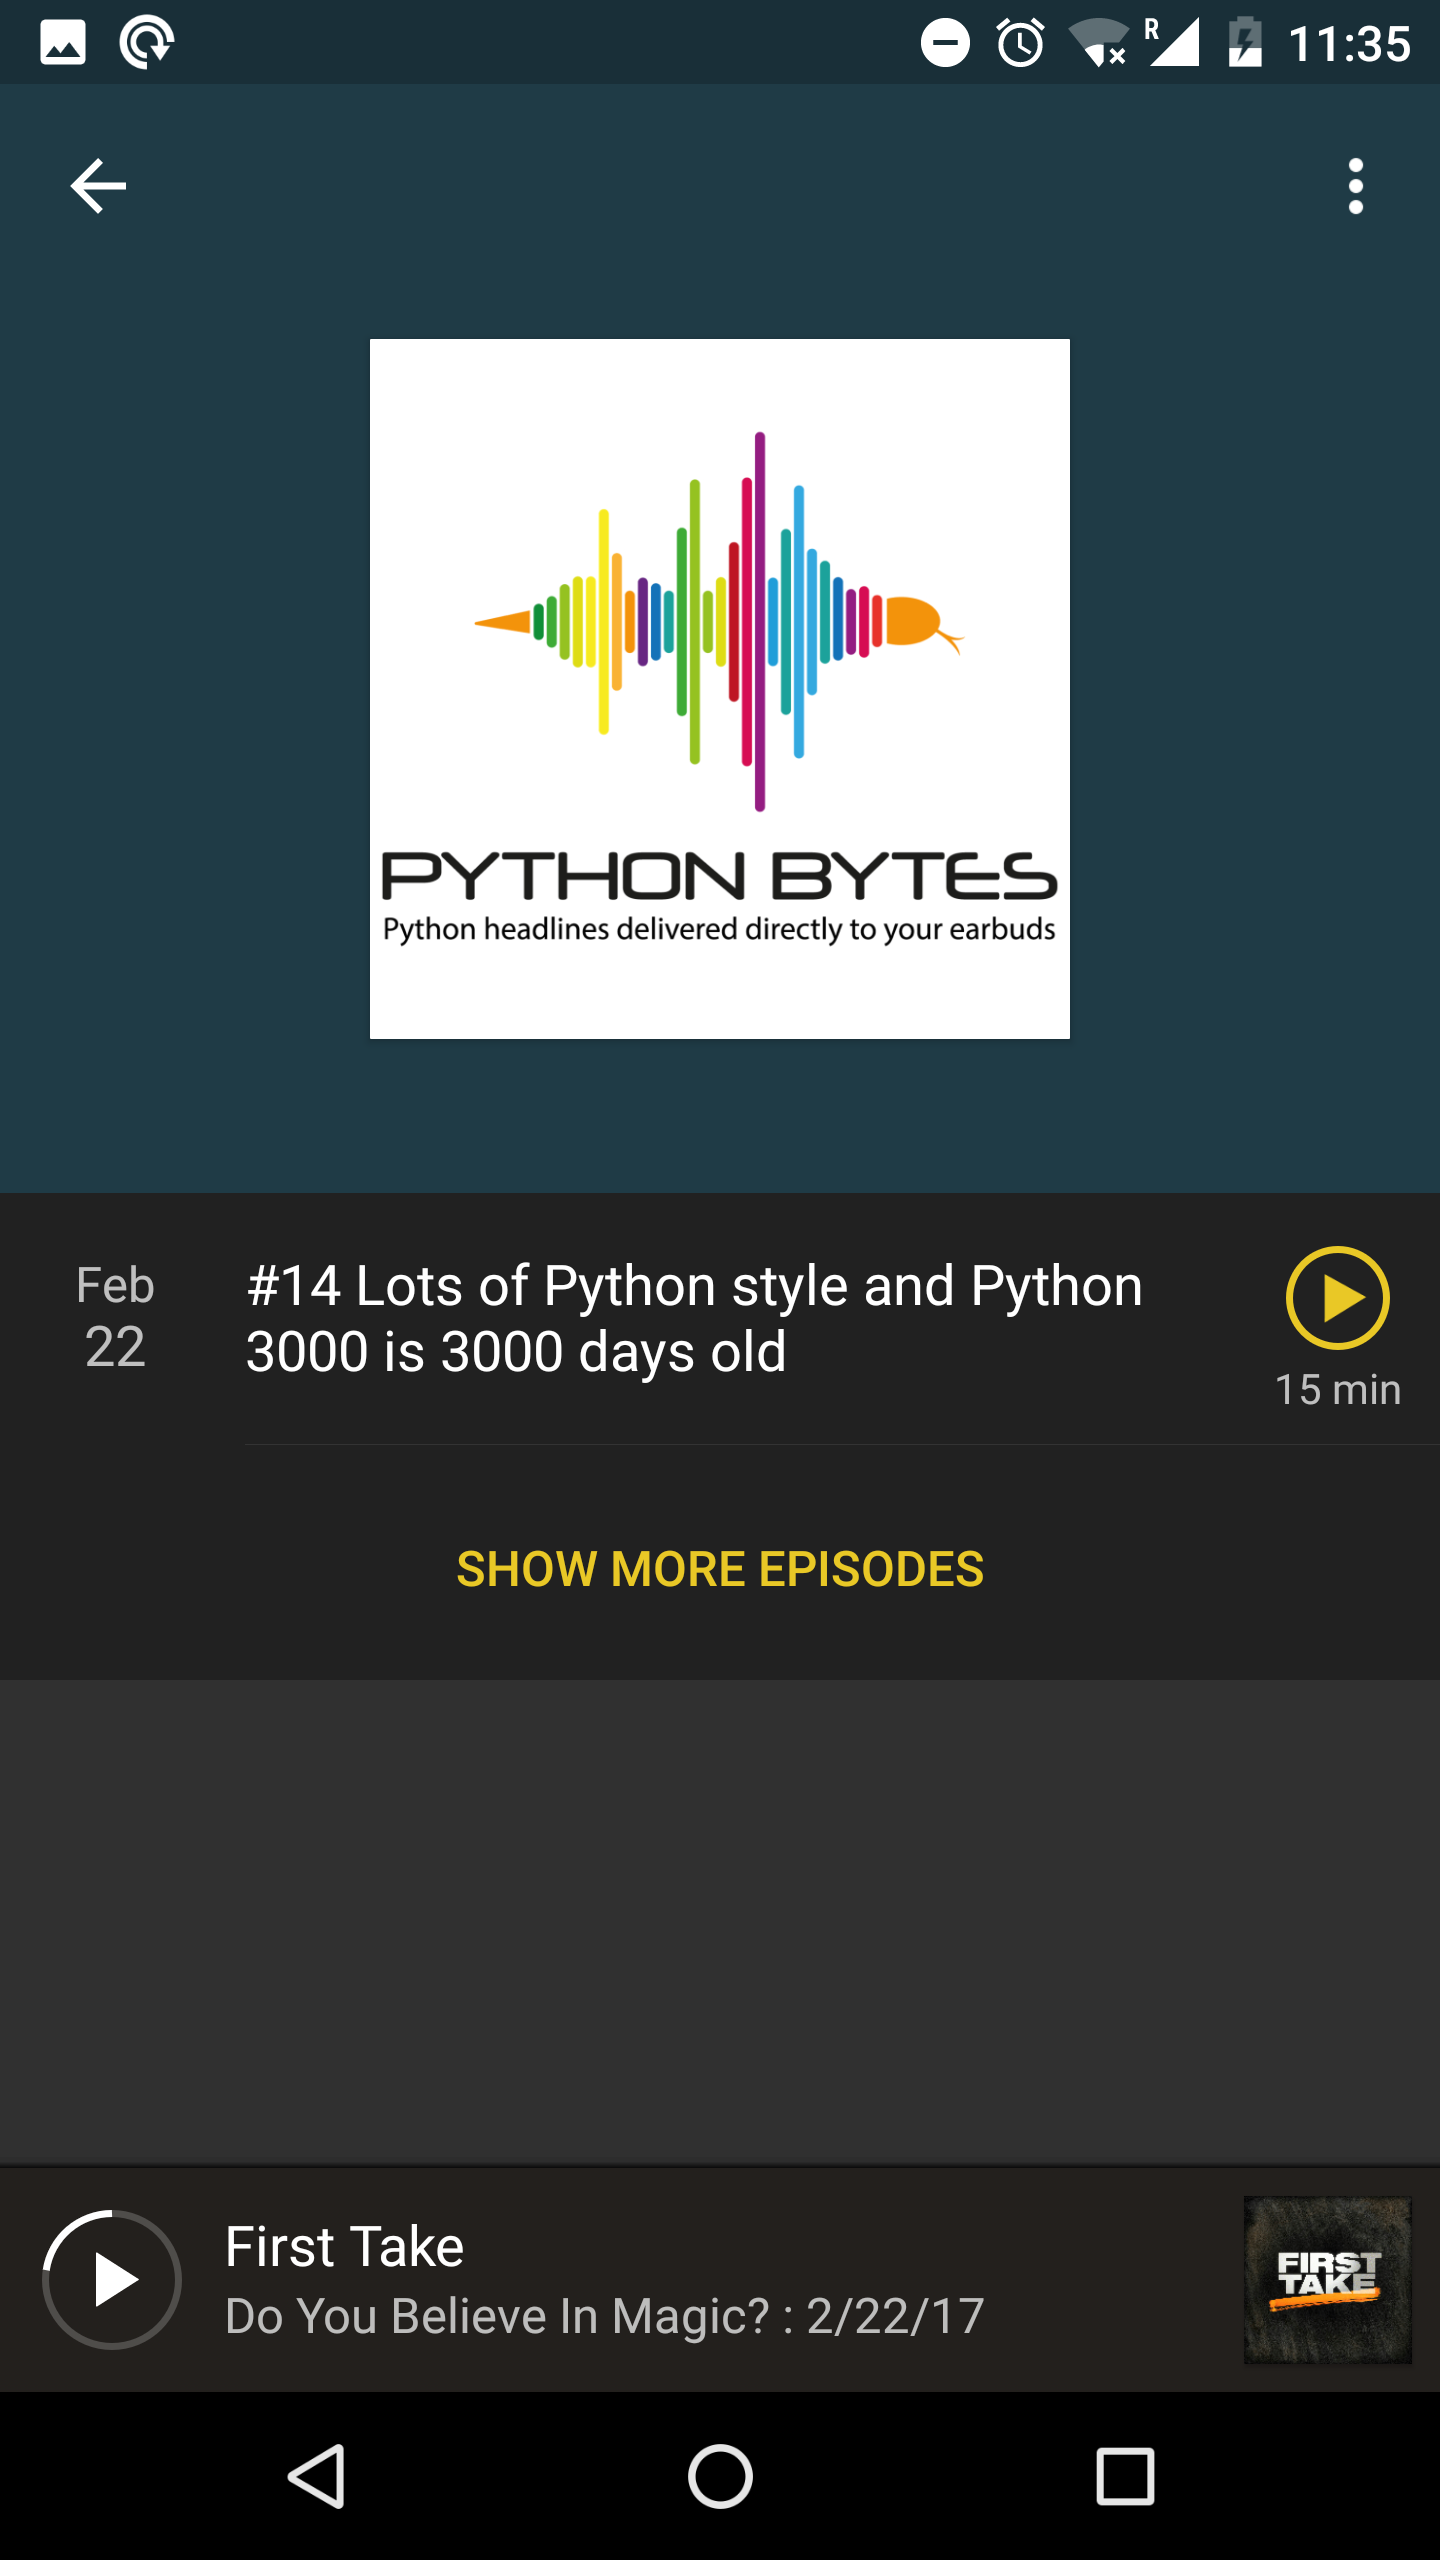 R 11:35
PYTHON BYTES
Python headlines delivered directly to your earbuds
Feb
22
#14 Lots of Python style and Python
3000 is 3000 days old
15 min
SHOW MORE EPISODES
First Take
Do You Believe In Magic? : 2/22/17
FIRST
TAKE